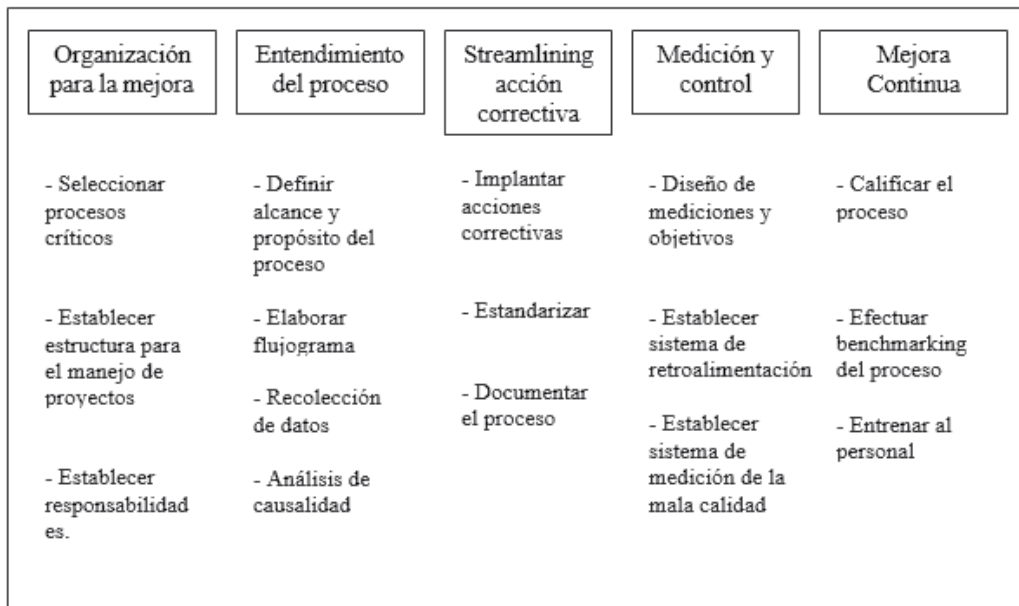 Organización
para la mejora
Entendimiento
del proceso
Streamlining
acción
correctiva
Medición y
control
Mejora
Continua
- Seleccionar
procesos
críticos
- Establecer
estructura para
el manejo de
proyectos
- Establecer
responsabilidad
es.
- Definir
alcance y
propósito del
proceso
- Elaborar
flujograma
- Recolección
de datos
- Análisis de
causalidad
- Implantar
acciones
correctivas
- Estandarizar
- Documentar
el proceso
- Diseño de
mediciones y
objetivos
- Establecer
sistema de
retroalimentación
- Establecer
sistema de
medición de la
mala calidad
- Calificar el
proceso
- Efectuar
benchmarking
del proceso
- Entrenar al
personal